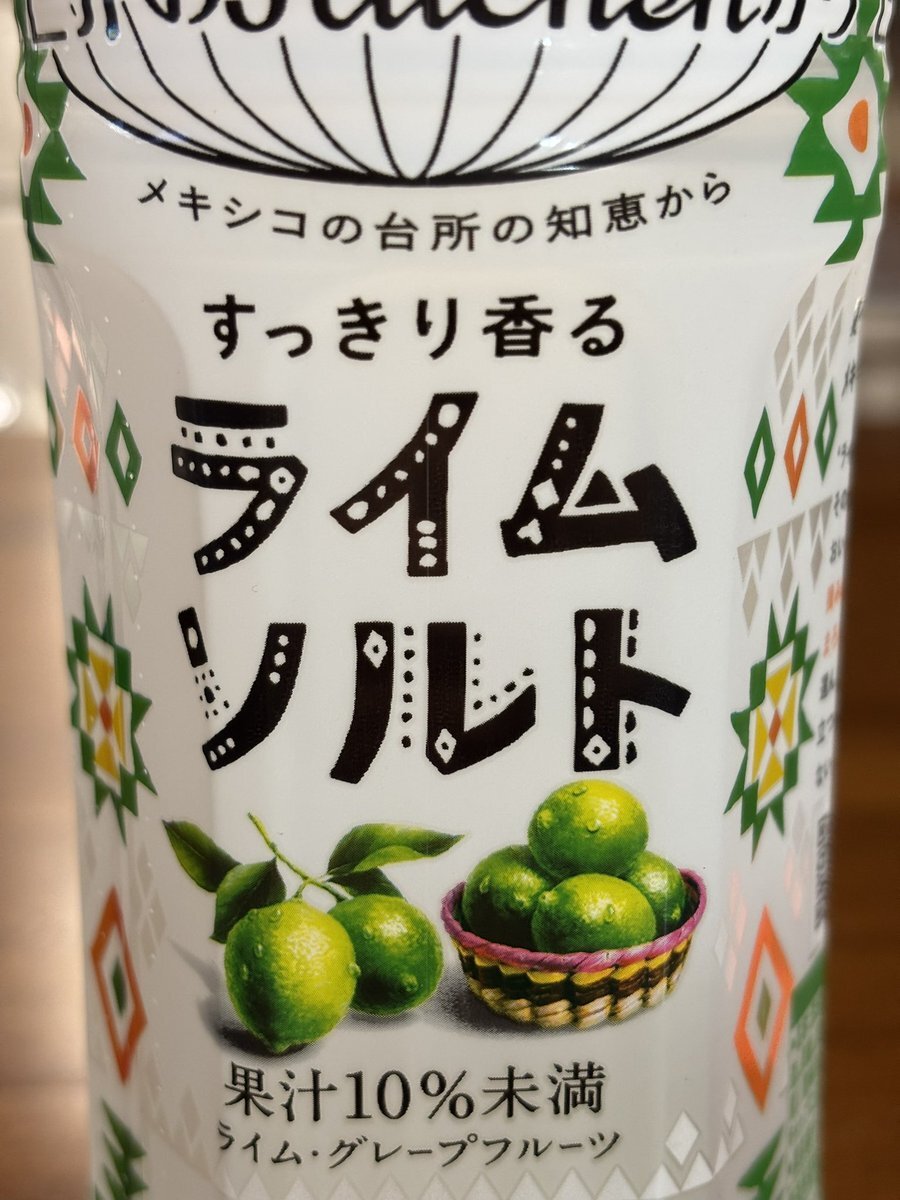 Kitchen
メキシコの台所の知恵から
すっきり香る
ライム
ソルト
果汁10%未満
ライム・グレープフルーツ